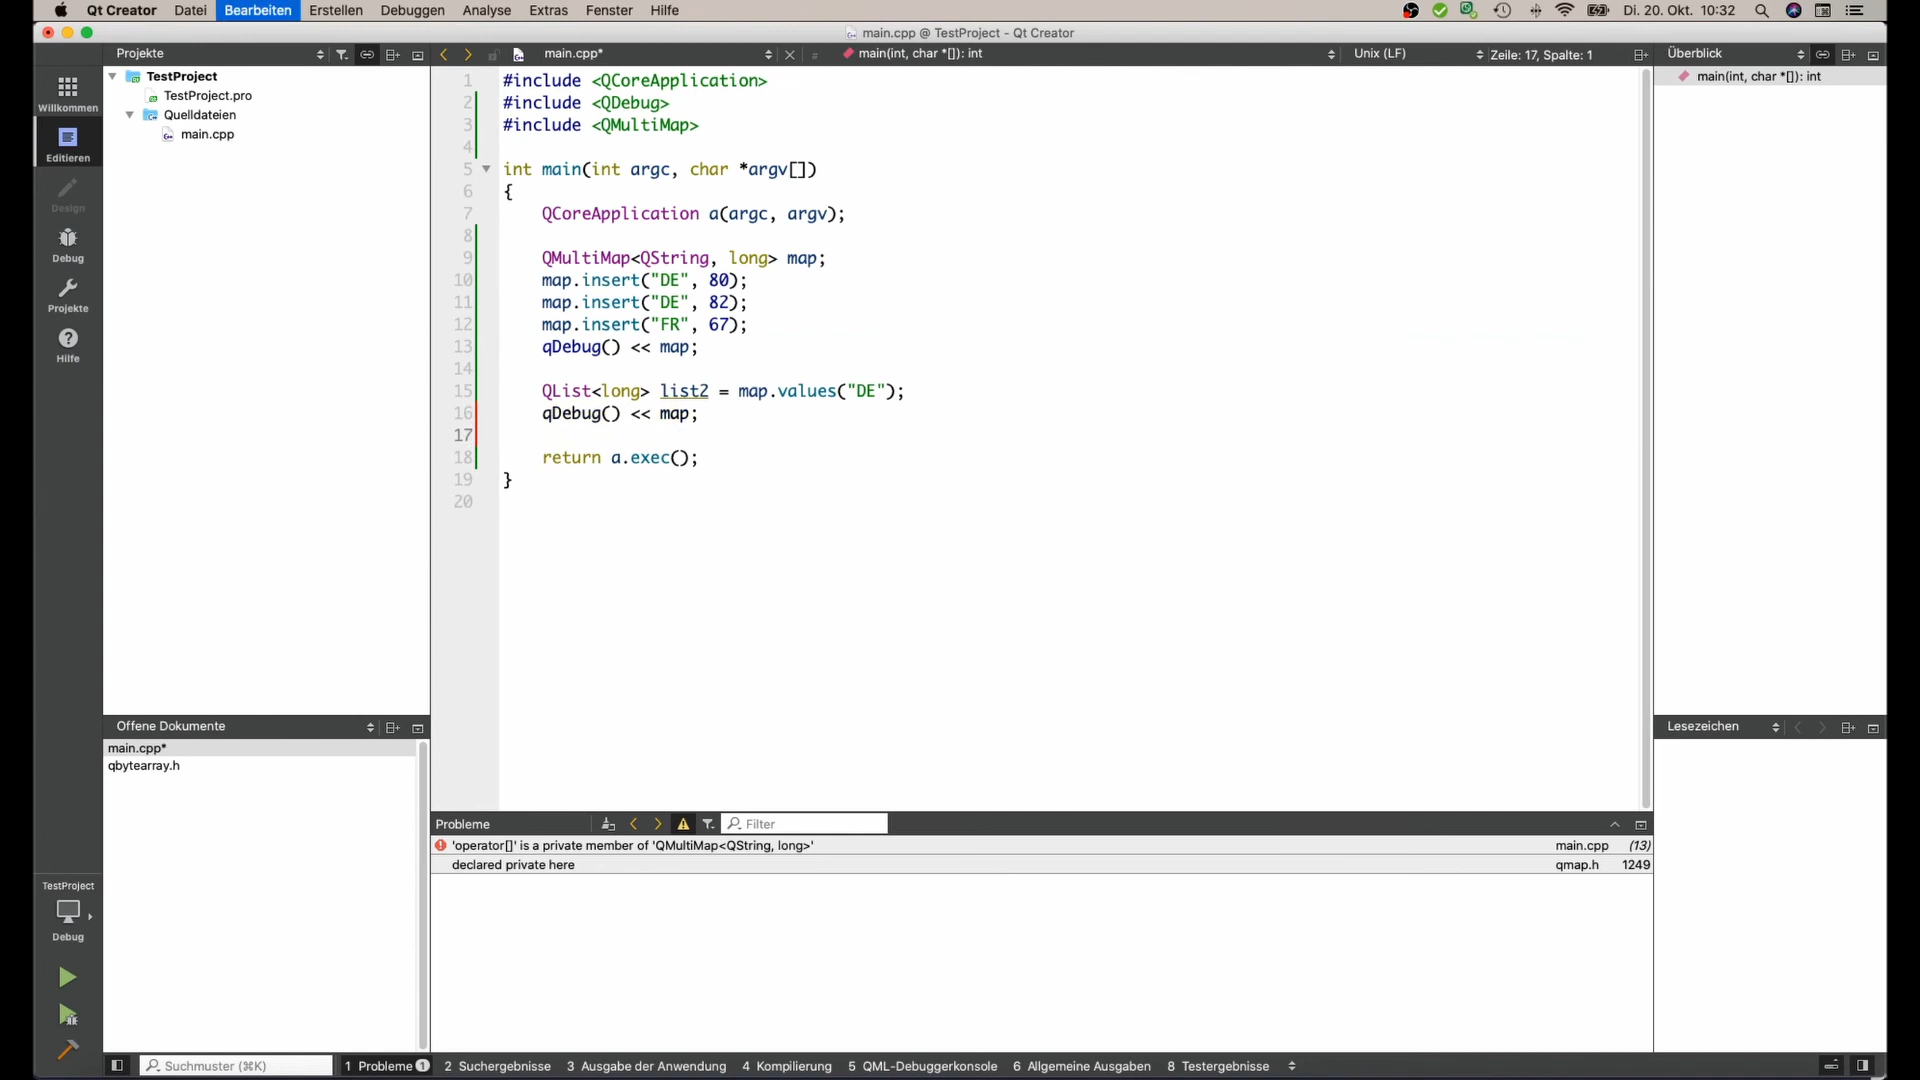 Qt Creator Datei Bearbeiten Erstellen Debuggen Analyse Extras Fenster Hilfe Di. 20. Okt. 10:32
main.cpp @ TestProject - Qt Creator
Projekte main.cpp* main(int, char *[]): int Unix (LF) Zeile: 17, Spalte: 1 Überblick
Willkommen
Editieren
Design
Debug
Projekte
Hilfe
TestProject
TestProject.pro
Quelldateien
main.cpp
1 #include <QCoreApplication>
2 #include <QDebug>
3 #include <QMultiMap>
4
5 int main(int argc, char *argv[])
6 {
7 QCoreApplication a(argc, argv);
8
9 QMultiMap<QString, long> map;
10 map.insert("DE", 80);
11 map.insert("DE", 82);
12 map.insert("FR", 67);
13 qDebug() << map;
14
15 QList<long> list2 = map.values("DE");
16 qDebug() << map;
17
18 return a.exec();
19 }
20
main(int, char *[]): int
Offene Dokumente
main.cpp*
qbytearray.h
Lesezeichen
Probleme Filter
'operator[]' is a private member of 'QMultiMap<QString, long>' main.cpp (13)
declared private here qmap.h 1249
TestProject
Debug
Suchmuster (⌘K) 1 Probleme 1 2 Suchergebnisse 3 Ausgabe der Anwendung 4 Kompilierung 5 QML-Debuggerkonsole 6 Allgemeine Ausgaben 8 Testergebnisse